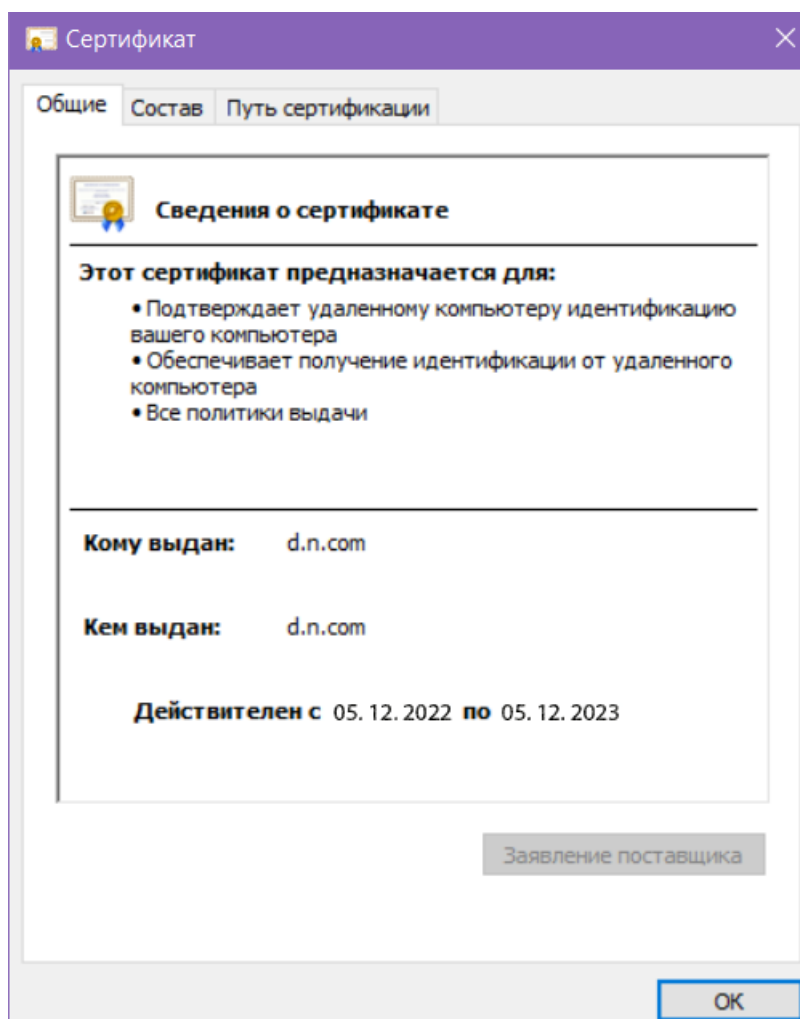 Сертификат
Общие Состав Путь сертификации
Сведения о сертификате
Этот сертификат предназначается для:
• Подтверждает удаленному компьютеру идентификацию
вашего компьютера
• Обеспечивает получение идентификации от удаленного
компьютера
• Все политики выдачи
Кому выдан: d.n.com
Кем выдан: d.n.com
Действителен с 05. 12. 2022 по 05. 12. 2023
Заявление поставщика
ОК